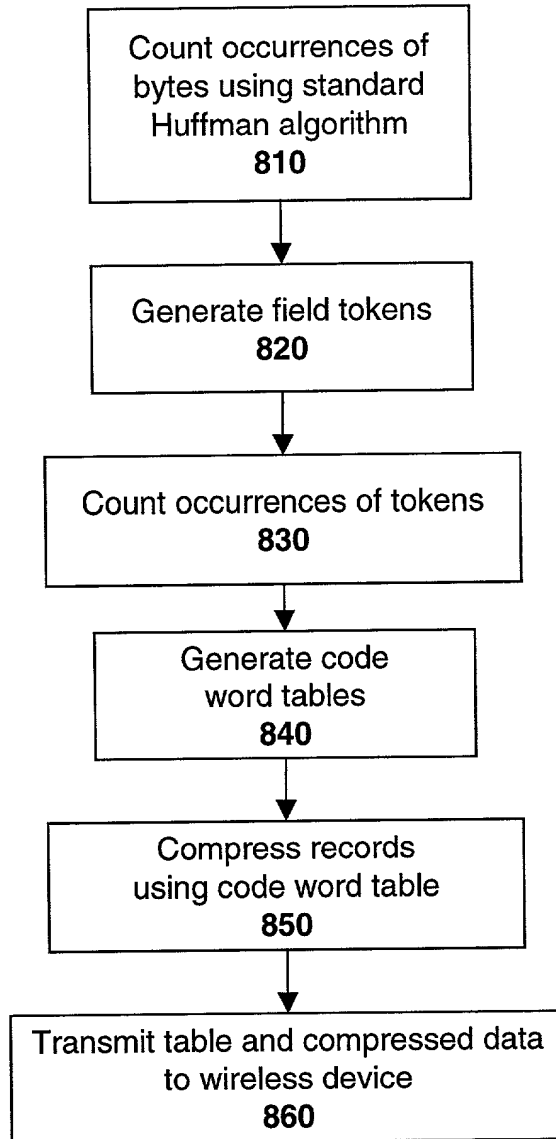 Count occurrences of
bytes using standard
Huffman algorithm
810
Generate field tokens
820
Count occurrences of tokens
830
Generate code
word tables
840
Compress records
using code word table
850
Transmit table and compressed data
to wireless device
860